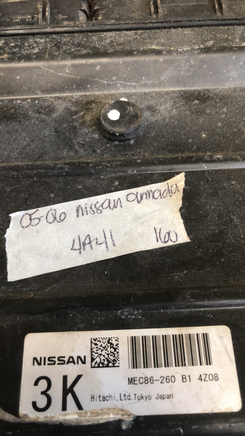 05-06 nissan armada
4A41 160
NISSAN
MEC86-260 B1 4Z08
3K
Hitachi,Ltd.Tokyo Japan